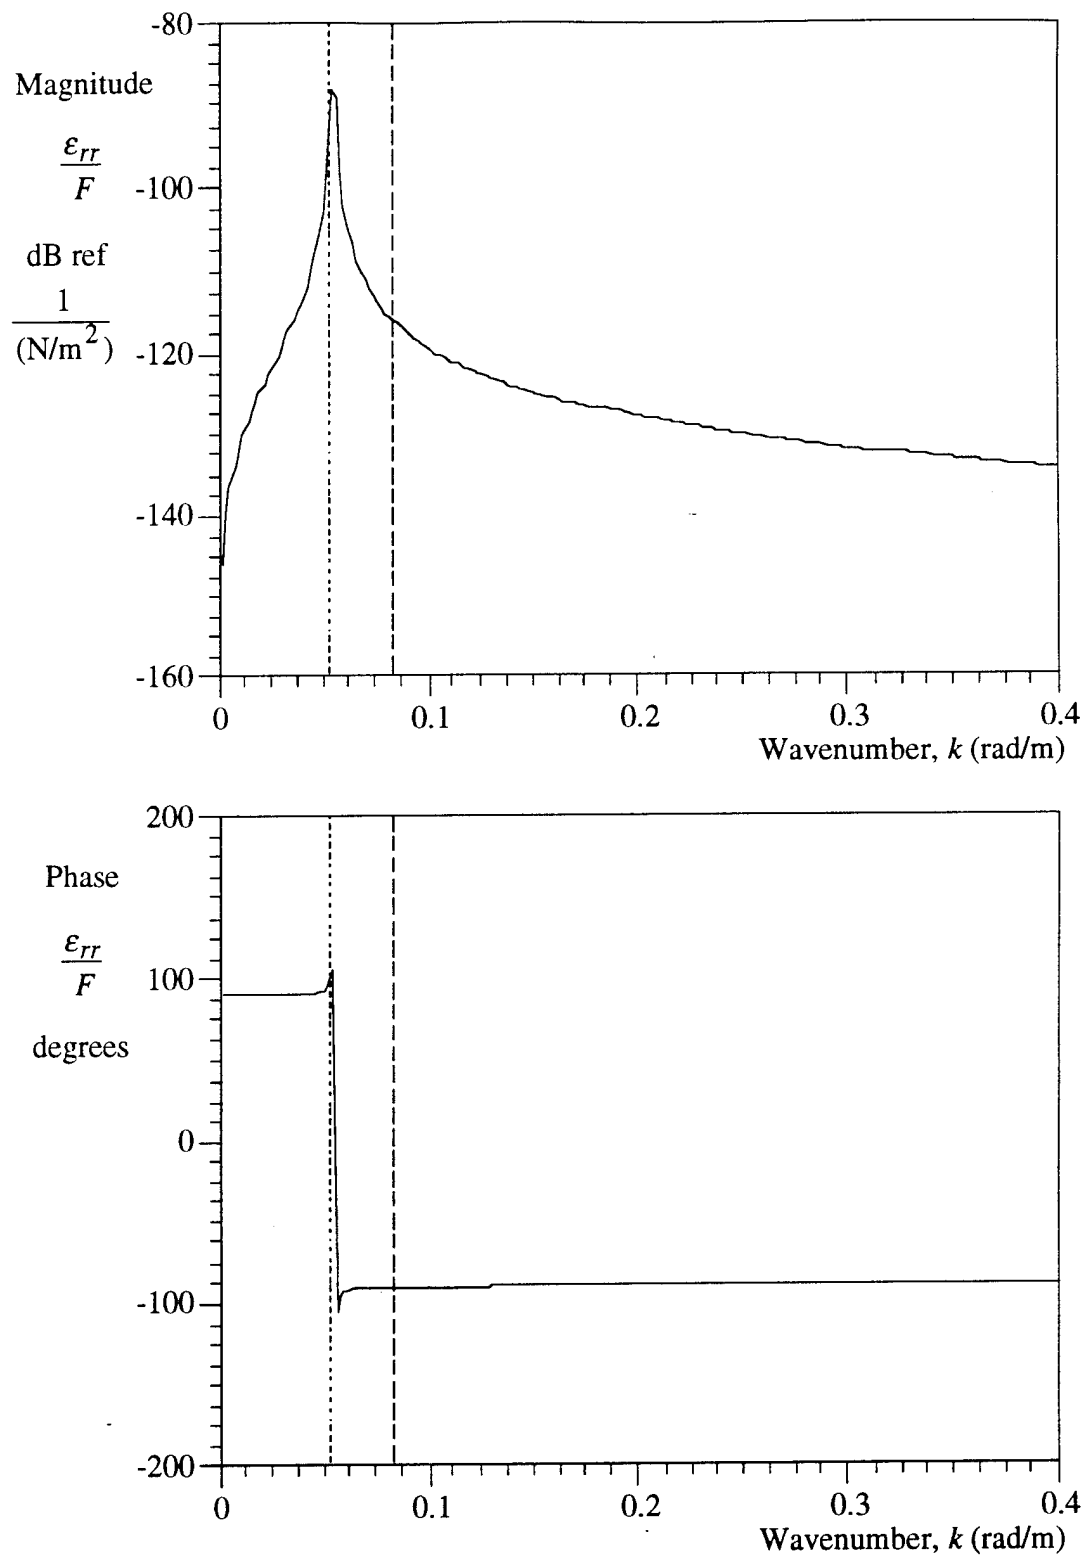 -80
Magnitude
ε_rr
F
-100
dB ref
1
(N/m²)
-120
-140
-160
0 0.1 0.2 0.3 0.4
Wavenumber, k (rad/m)
200
Phase
ε_rr
F
100
degrees
0
-100
-200
0 0.1 0.2 0.3 0.4
Wavenumber, k (rad/m)